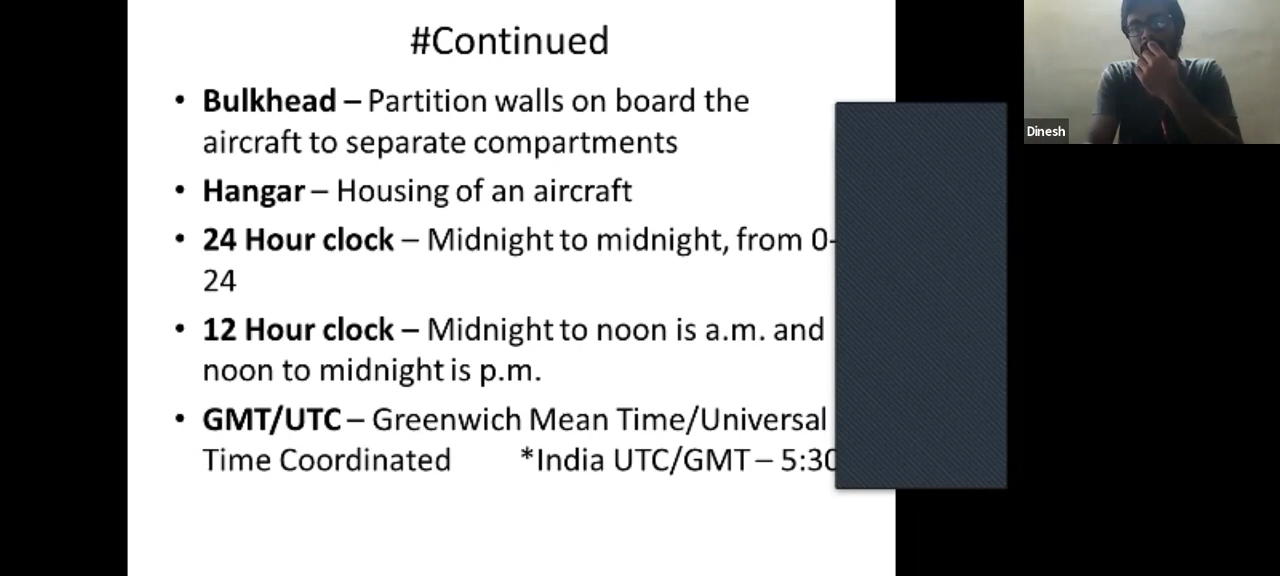 #Continued
• Bulkhead – Partition walls on board the
aircraft to separate compartments
• Hangar – Housing of an aircraft
• 24 Hour clock – Midnight to midnight, from 0-
24
• 12 Hour clock – Midnight to noon is a.m. and
noon to midnight is p.m.
• GMT/UTC – Greenwich Mean Time/Universal
Time Coordinated *India UTC/GMT – 5:30
Dinesh